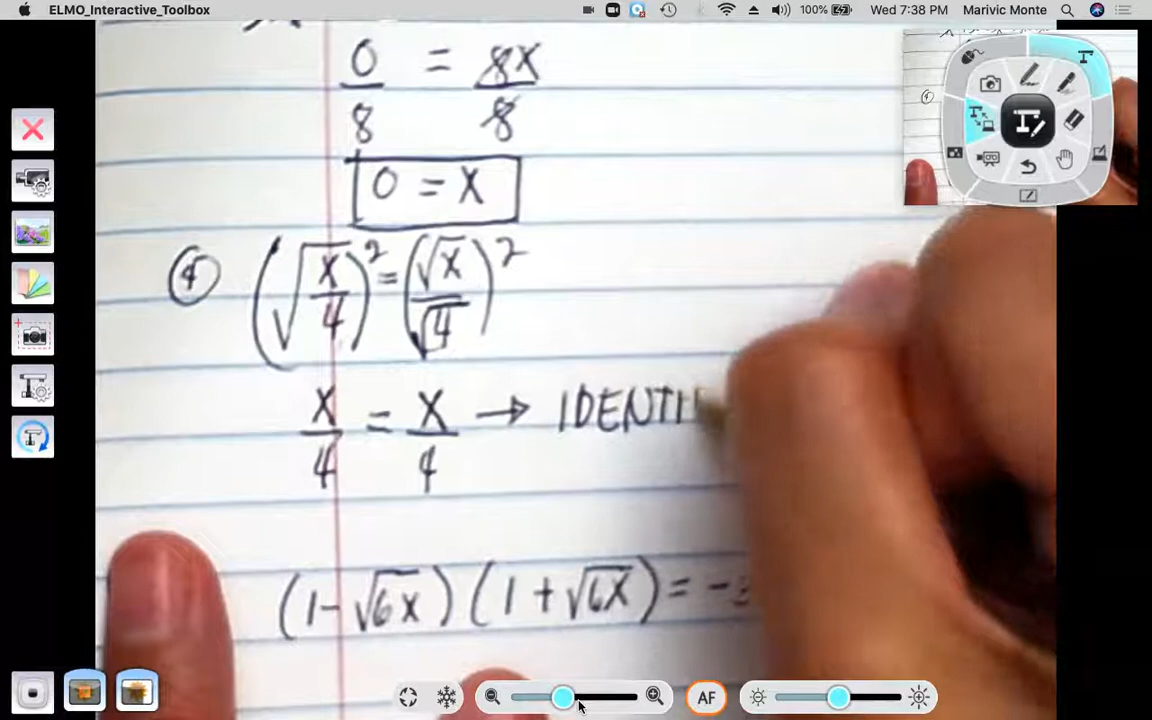 ELMO_Interactive_Toolbox 100% Wed 7:38 PM Marivic Monte
0/8 = 8x/8
0 = x
④ (√(x/4))² = (√x/√4)²
x/4 = x/4 → IDENTI
(1-√6x)(1+√6x) = -
AF